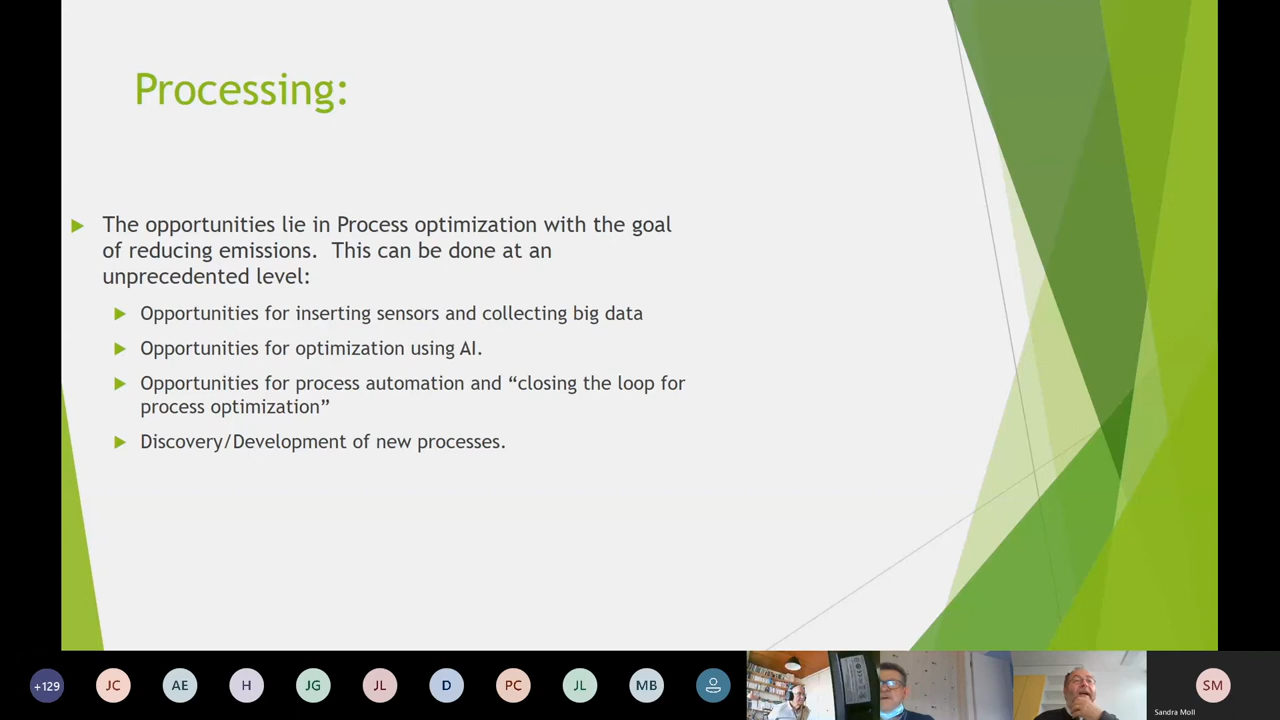 Processing:
The opportunities lie in Process optimization with the goal
of reducing emissions.  This can be done at an
unprecedented level:
Opportunities for inserting sensors and collecting big data
Opportunities for optimization using AI.
Opportunities for process automation and “closing the loop for
process optimization”
Discovery/Development of new processes.
+129
JC
AE
H
JG
JL
D
PC
JL
MB
SM
Sandra Moll